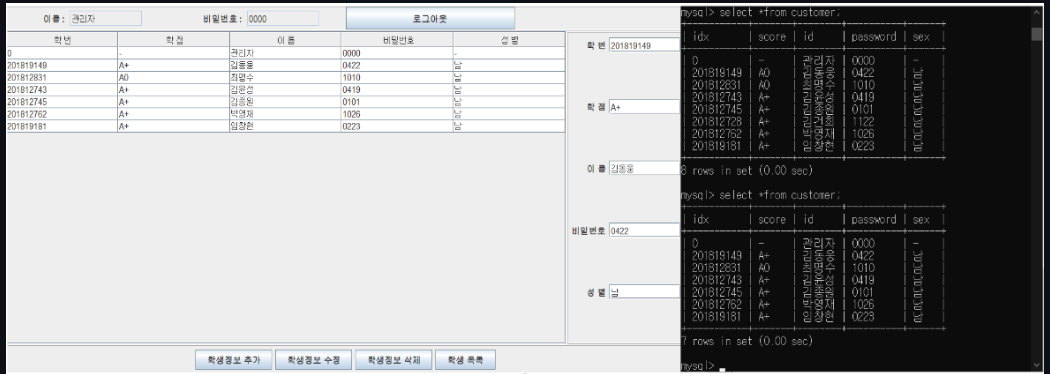 이름: 관리자 비밀번호: 0000 로그아웃
학번 학점 이름 비밀번호 성별
0 - 관리자 0000 -
201819149 A+ 김동웅 0422 남
201812831 A0 최명수 1010 남
201812743 A+ 김윤성 0419 남
201812745 A+ 김종원 0101 남
201812762 A+ 박영재 1026 남
201819181 A+ 임창현 0223 남
학 번 201819149
학 점 A+
이 름 김동웅
비밀번호 0422
성 별 남
학생정보 추가 학생정보 수정 학생정보 삭제 학생 목록
mysql> select *from customer;
| idx | score | id | password | sex |
| 0 | - | 관리자 | 0000 | - |
| 201819149 | A0 | 김동웅 | 0422 | 남 |
| 201812831 | A0 | 최명수 | 1010 | 남 |
| 201812743 | A+ | 김윤성 | 0419 | 남 |
| 201812745 | A+ | 김종원 | 0101 | 남 |
| 201812728 | A+ | 김건희 | 1122 | 남 |
| 201812762 | A+ | 박영재 | 1026 | 남 |
| 201819181 | A+ | 임창현 | 0223 | 남 |
8 rows in set (0.00 sec)
mysql> select *from customer;
| idx | score | id | password | sex |
| 0 | - | 관리자 | 0000 | - |
| 201819149 | A+ | 김동웅 | 0422 | 남 |
| 201812831 | A0 | 최명수 | 1010 | 남 |
| 201812743 | A+ | 김윤성 | 0419 | 남 |
| 201812745 | A+ | 김종원 | 0101 | 남 |
| 201812762 | A+ | 박영재 | 1026 | 남 |
| 201819181 | A+ | 임창현 | 0223 | 남 |
7 rows in set (0.00 sec)
mysql>